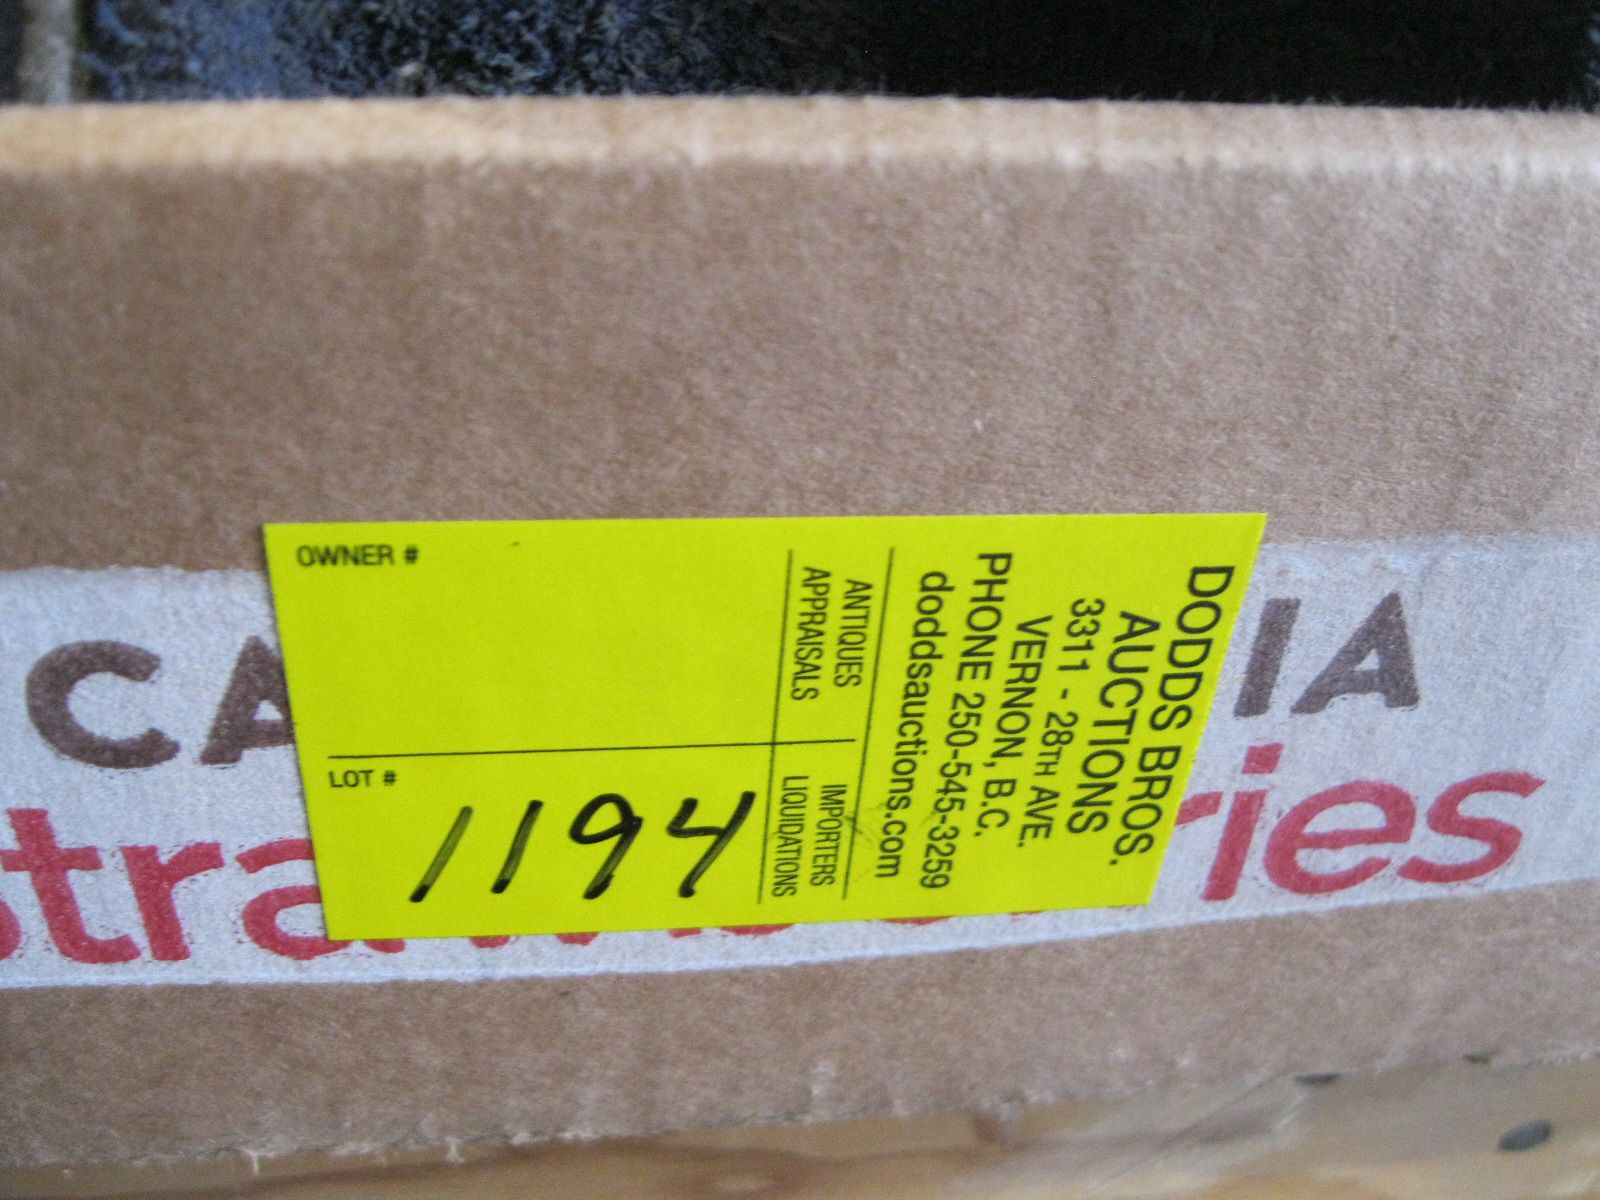 OWNER #
LOT #
1194
ANTIQUES
APPRAISALS
IMPORTERS
LIQUIDATIONS
DODDS BROS.
AUCTIONS
3311 - 28TH AVE.
VERNON, B.C.
PHONE 250-545-3259
doddsauctions.com